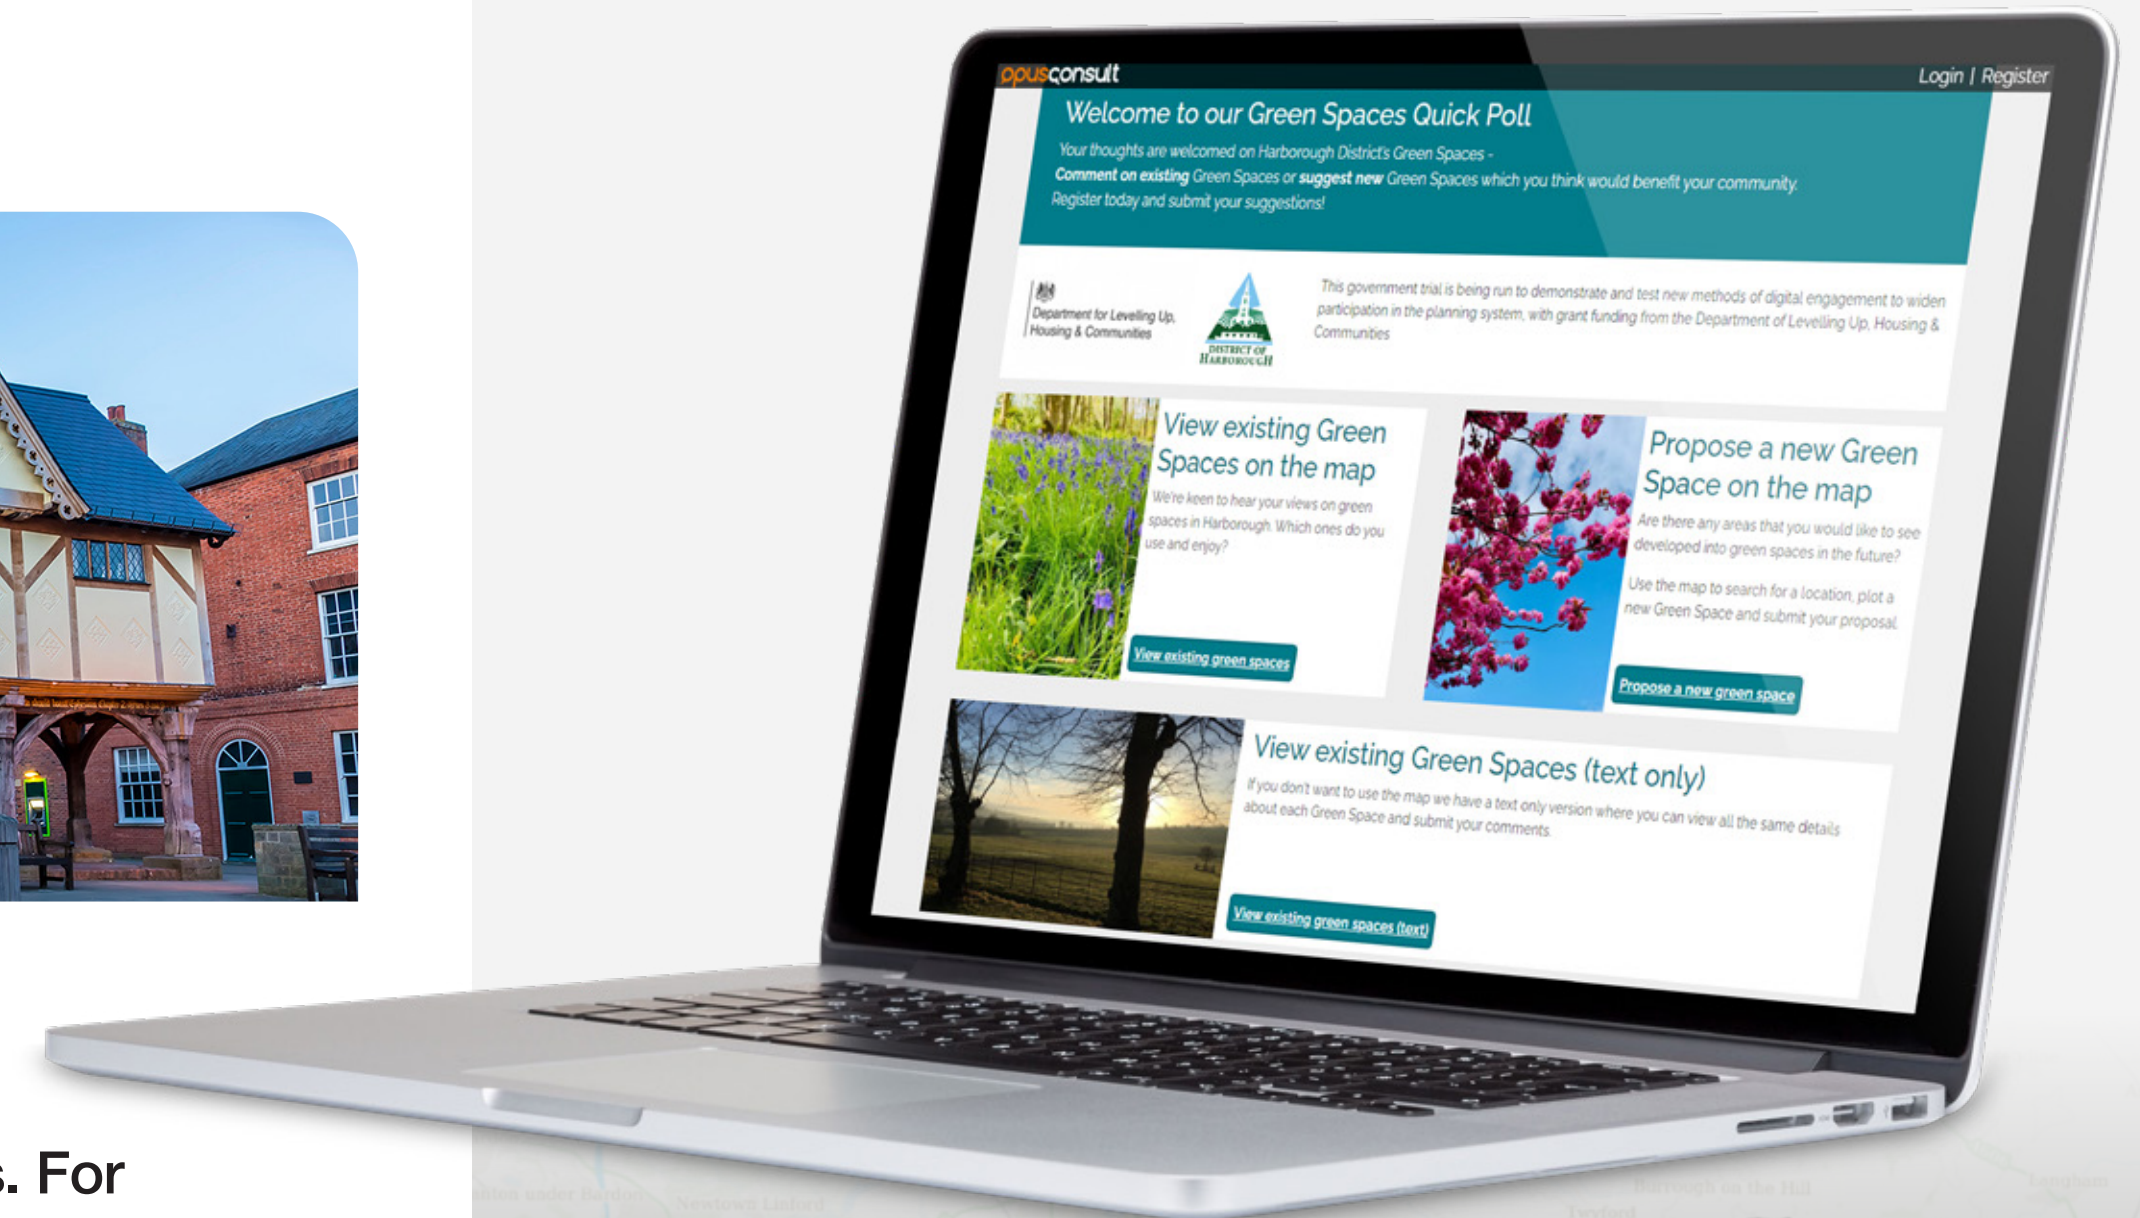 opusconsult
Login | Register
Welcome to our Green Spaces Quick Poll
Your thoughts are welcomed on Harborough District's Green Spaces -
Comment on existing Green Spaces or suggest new Green Spaces which you think would benefit your community.
Register today and submit your suggestions!
Department for Levelling Up,
Housing & Communities
DISTRICT OF
HARBOROUGH
This government trial is being run to demonstrate and test new methods of digital engagement to widen
participation in the planning system, with grant funding from the Department of Levelling Up, Housing &
Communities
View existing Green
Spaces on the map
We're keen to hear your views on green
spaces in Harborough. Which ones do you
use and enjoy?
View existing green spaces
Propose a new Green
Space on the map
Are there any areas that you would like to see
developed into green spaces in the future?
Use the map to search for a location, plot a
new Green Space and submit your proposal.
Propose a new green space
View existing Green Spaces (text only)
If you don't want to use the map we have a text only version where you can view all the same details
about each Green Space and submit your comments.
View existing green spaces (text)
s. For
under Bardon
Newtown Linford
Burrough on the Hill
Twyford
Langham